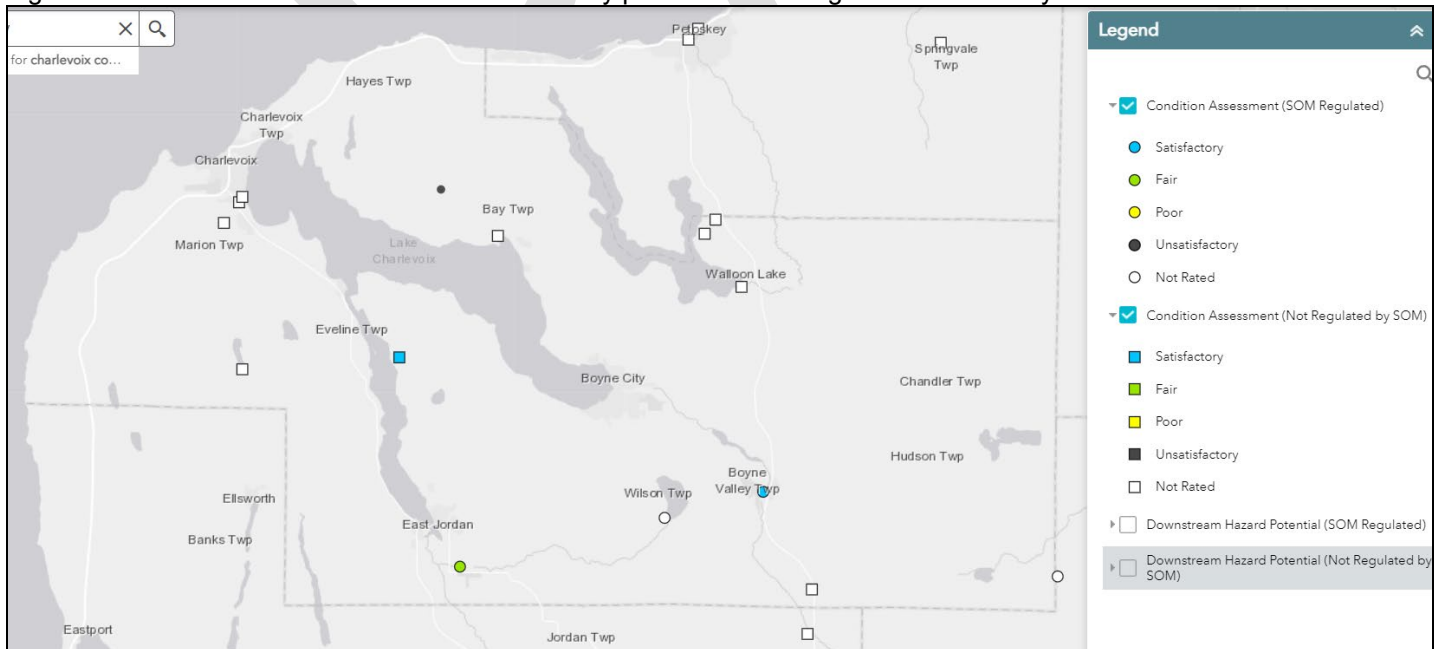 for charlevoix co...
Petoskey
Springvale
Twp
Hayes Twp
Charlevoix
Twp
Charlevoix
Bay Twp
Marion Twp
Lake
Charlevoix
Walloon Lake
Eveline Twp
Boyne City
Chandler Twp
Hudson Twp
Boyne
Valley Twp
Wilson Twp
Ellsworth
East Jordan
Banks Twp
Eastport
Jordan Twp
Legend
Condition Assessment (SOM Regulated)
Satisfactory
Fair
Poor
Unsatisfactory
Not Rated
Condition Assessment (Not Regulated by SOM)
Satisfactory
Fair
Poor
Unsatisfactory
Not Rated
Downstream Hazard Potential (SOM Regulated)
Downstream Hazard Potential (Not Regulated by
SOM)